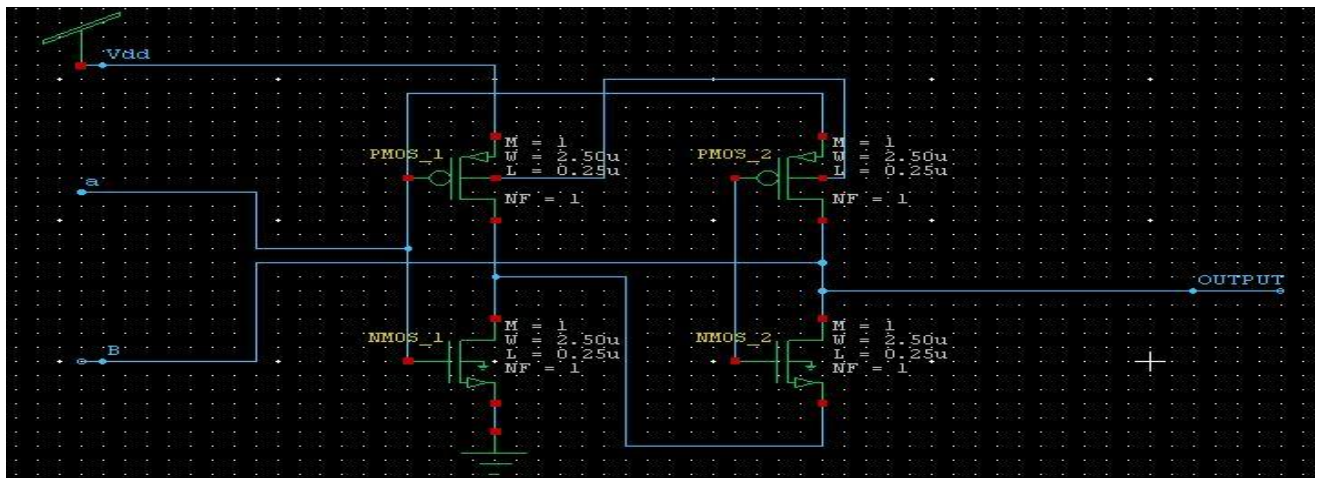 Vdd
PMOS_1
M = 1
W = 2.50u
L = 0.25u
NF = 1
PMOS_2
M = 1
W = 2.50u
L = 0.25u
NF = 1
a
OUTPUT
NMOS_1
M = 1
W = 2.50u
L = 0.25u
NF = 1
NMOS_2
M = 1
W = 2.50u
L = 0.25u
NF = 1
B